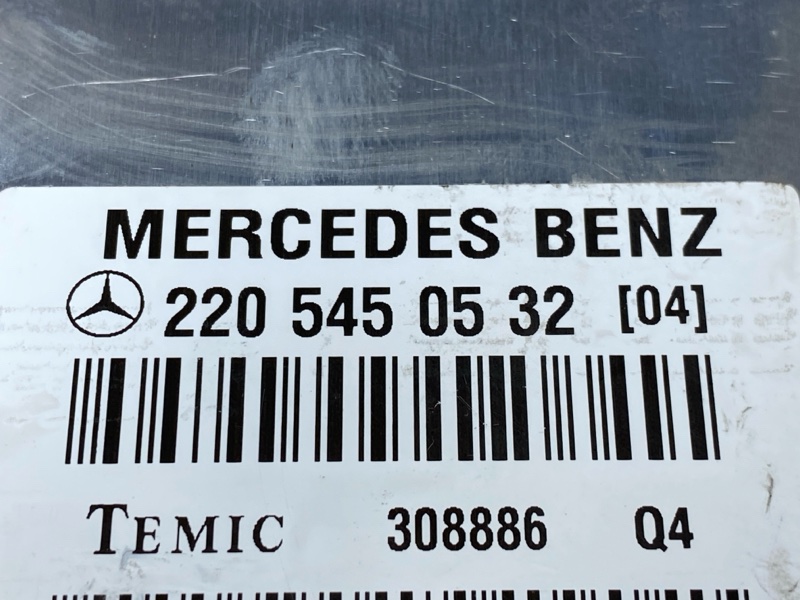 MERCEDES BENZ
220 545 05 32 [04]
TEMIC 308886 Q4